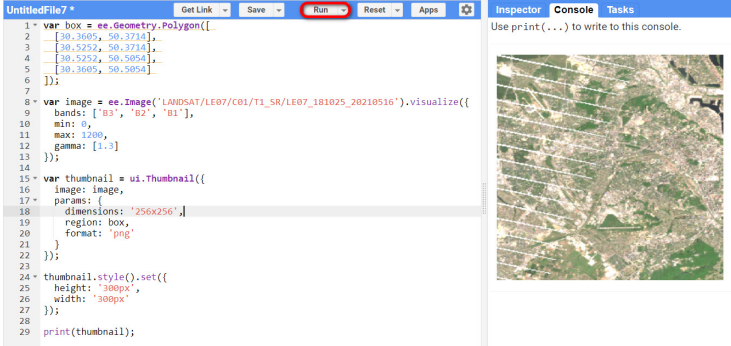 UntitledFile7 *
Get Link
Save
Run
Reset
Apps
Inspector Console Tasks
Use print(...) to write to this console.
1 var box = ee.Geometry.Polygon([
2 [30.3605, 50.3714],
3 [30.5252, 50.3714],
4 [30.5252, 50.5054],
5 [30.3605, 50.5054]
6 ]);
7
8 var image = ee.Image('LANDSAT/LE07/C01/T1_SR/LE07_181025_20210516').visualize({
9 bands: ['B3', 'B2', 'B1'],
10 min: 0,
11 max: 1200,
12 gamma: [1.3]
13 });
14
15 var thumbnail = ui.Thumbnail({
16 image: image,
17 params: {
18 dimensions: '256x256',
19 region: box,
20 format: 'png'
21 }
22 });
23
24 thumbnail.style().set({
25 height: '300px',
26 width: '300px'
27 });
28
29 print(thumbnail);